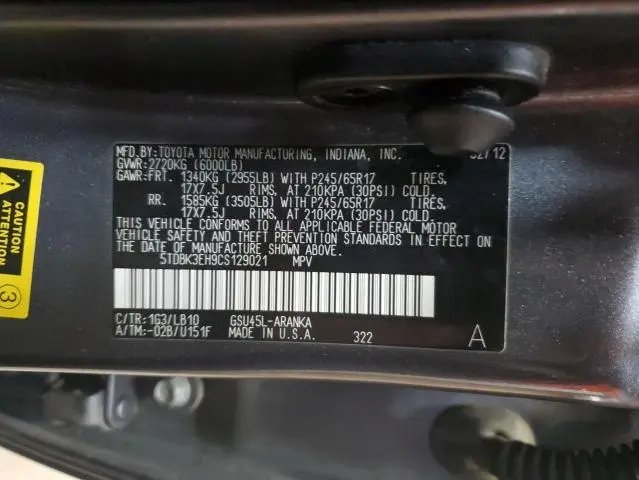 MFD.BY:TOYOTA MOTOR MANUFACTURING, INDIANA, INC. 02/12
GVWR:2720KG (6000LB)
GAWR:FRT. 1340KG (2955LB) WITH P245/65R17 TIRES,
17X7.5J RIMS, AT 210KPA (30PSI) COLD.
RR. 1585KG (3505LB) WITH P245/65R17 TIRES,
17X7.5J RIMS, AT 210KPA (30PSI) COLD.
THIS VEHICLE CONFORMS TO ALL APPLICABLE FEDERAL MOTOR
VEHICLE SAFETY AND THEFT PREVENTION STANDARDS IN EFFECT ON
THE DATE OF MANUFACTURE SHOWN ABOVE.
5TDBK3EH9CS129021 MPV
C/TR:1G3/LB10 GSU45L-ARANKA
A/TM:-02B/U151F MADE IN U.S.A. 322 A
CAUTION
ATTENTION
3